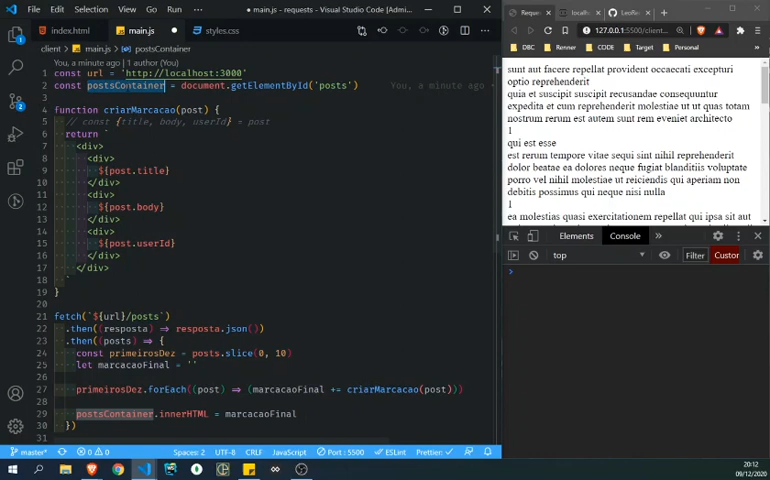 File Edit Selection View Go Run
main.js - requests - Visual Studio Code [Admi...
index.html
main.js
styles.css
client > main.js > postsContainer
You, a minute ago | 1 author (You)
1 const url = 'http://localhost:3000'
2 const postsContainer = document.getElementById('posts') You, a minute ago
3
4 function criarMarcacao(post) {
5 // const {title, body, userId} = post
6 return `
7 <div>
8 <div>
9 ${post.title}
10 </div>
11 <div>
12 ${post.body}
13 </div>
14 <div>
15 ${post.userId}
16 </div>
17 </div>
18 `
19 }
20
21 fetch(`${url}/posts`)
22 .then((resposta) => resposta.json())
23 .then((posts) => {
24 const primeirosDez = posts.slice(0, 10)
25 let marcacaoFinal = ''
26
27 primeirosDez.forEach((post) => (marcacaoFinal += criarMarcacao(post)))
28
29 postsContainer.innerHTML = marcacaoFinal
30 })
31
master*
0 0
Spaces: 2 UTF-8 CRLF JavaScript Port : 5500 ESLint Prettier:
Reque
localh
LeoRe
127.0.0.1:5500/client...
DBC Renner CODE Target Personal
sunt aut facere repellat provident occaecati excepturi
optio reprehenderit
quia et suscipit suscipit recusandae consequuntur
expedita et cum reprehenderit molestiae ut ut quas totam
nostrum rerum est autem sunt rem eveniet architecto
1
qui est esse
est rerum tempore vitae sequi sint nihil reprehenderit
dolor beatae ea dolores neque fugiat blanditiis voluptate
porro vel nihil molestiae ut reiciendis qui aperiam non
debitis possimus qui neque nisi nulla
1
ea molestias quasi exercitationem repellat qui ipsa sit aut
Elements Console
top Filter Custor
20:12
09/12/2020